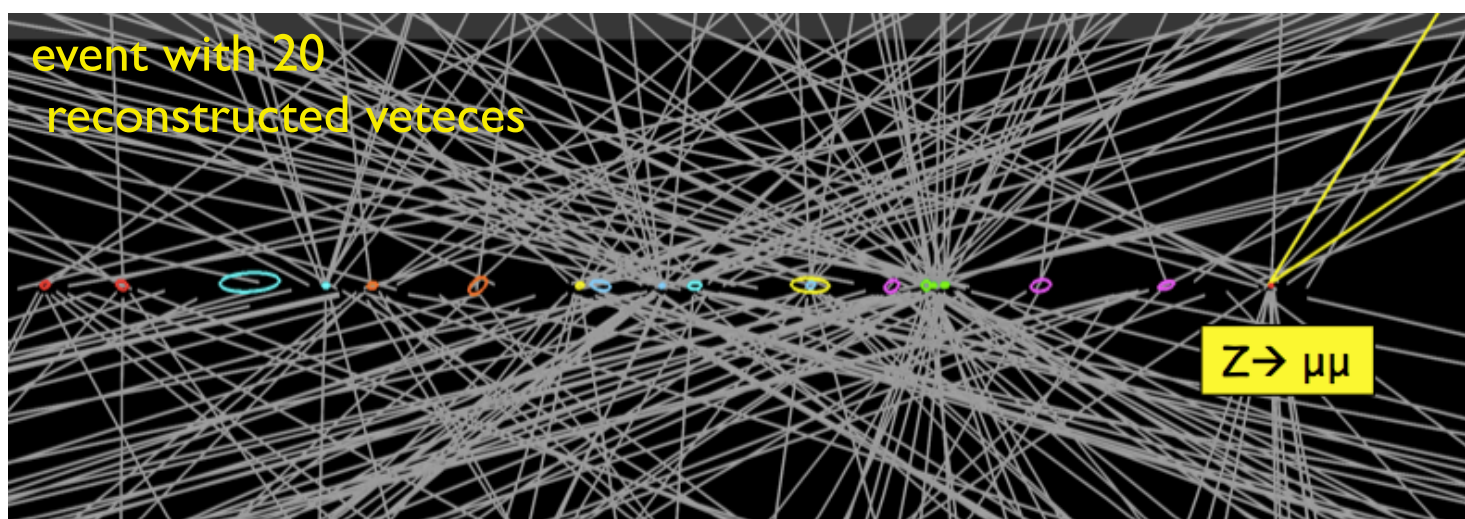 event with 20
reconstructed veteces
Z→ μμ